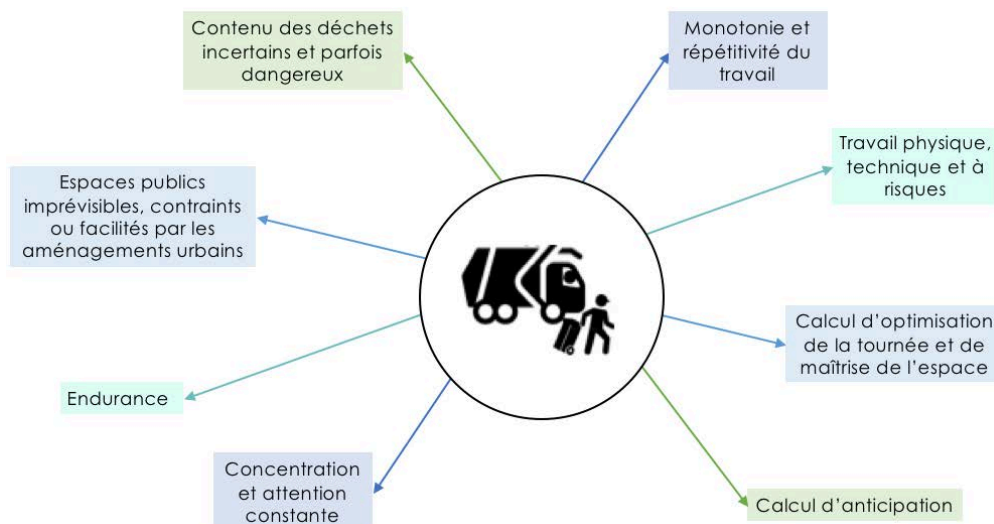 Contenu des déchets
incertains et parfois
dangereux
Monotonie et
répétitivité du
travail
Travail physique,
technique et à
risques
Espaces publics
imprévisibles, contraints
ou facilités par les
aménagements urbains
Calcul d’optimisation
de la tournée et de
maîtrise de l’espace
Endurance
Concentration
et attention
constante
Calcul d’anticipation